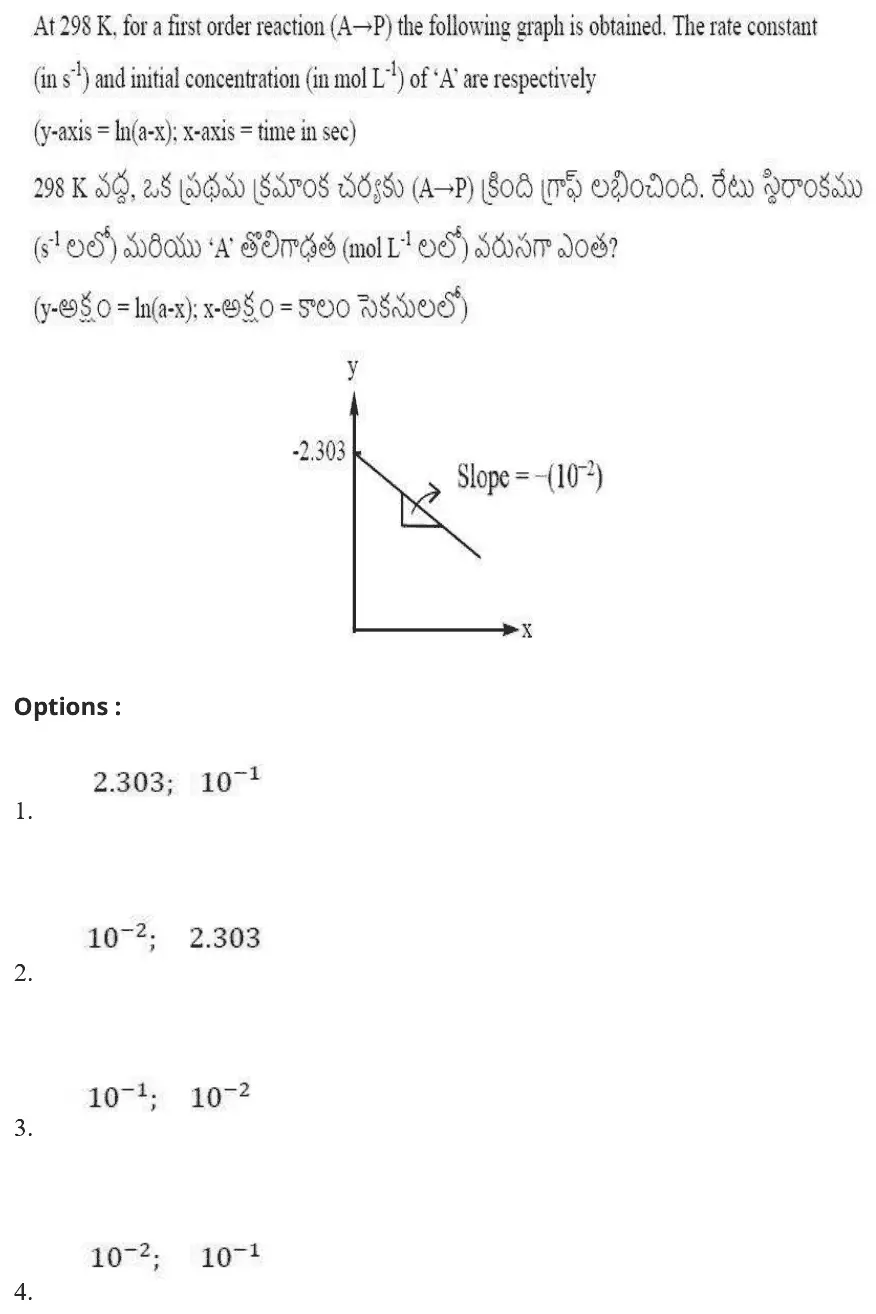 At 298 K, for a first order reaction (A→P) the following graph is obtained. The rate constant
(in s⁻¹) and initial concentration (in mol L⁻¹) of ‘A’ are respectively
(y-axis = ln(a-x); x-axis = time in sec)
298 K వద్ద, ఒక ప్రథమ క్రమాంక చర్యకు (A→P) క్రింది గ్రాఫ్ లభించింది. రేటు స్థిరాంకము
(s⁻¹ లలో) మరియు ‘A’ తొలిగాఢత (mol L⁻¹ లలో) వరుసగా ఎంత?
(y-అక్షం = ln(a-x); x-అక్షం = కాలం సెకనులలో)
y
-2.303
Slope = –(10⁻²)
x
Options :
2.303; 10⁻¹
1.
10⁻²; 2.303
2.
10⁻¹; 10⁻²
3.
10⁻²; 10⁻¹
4.